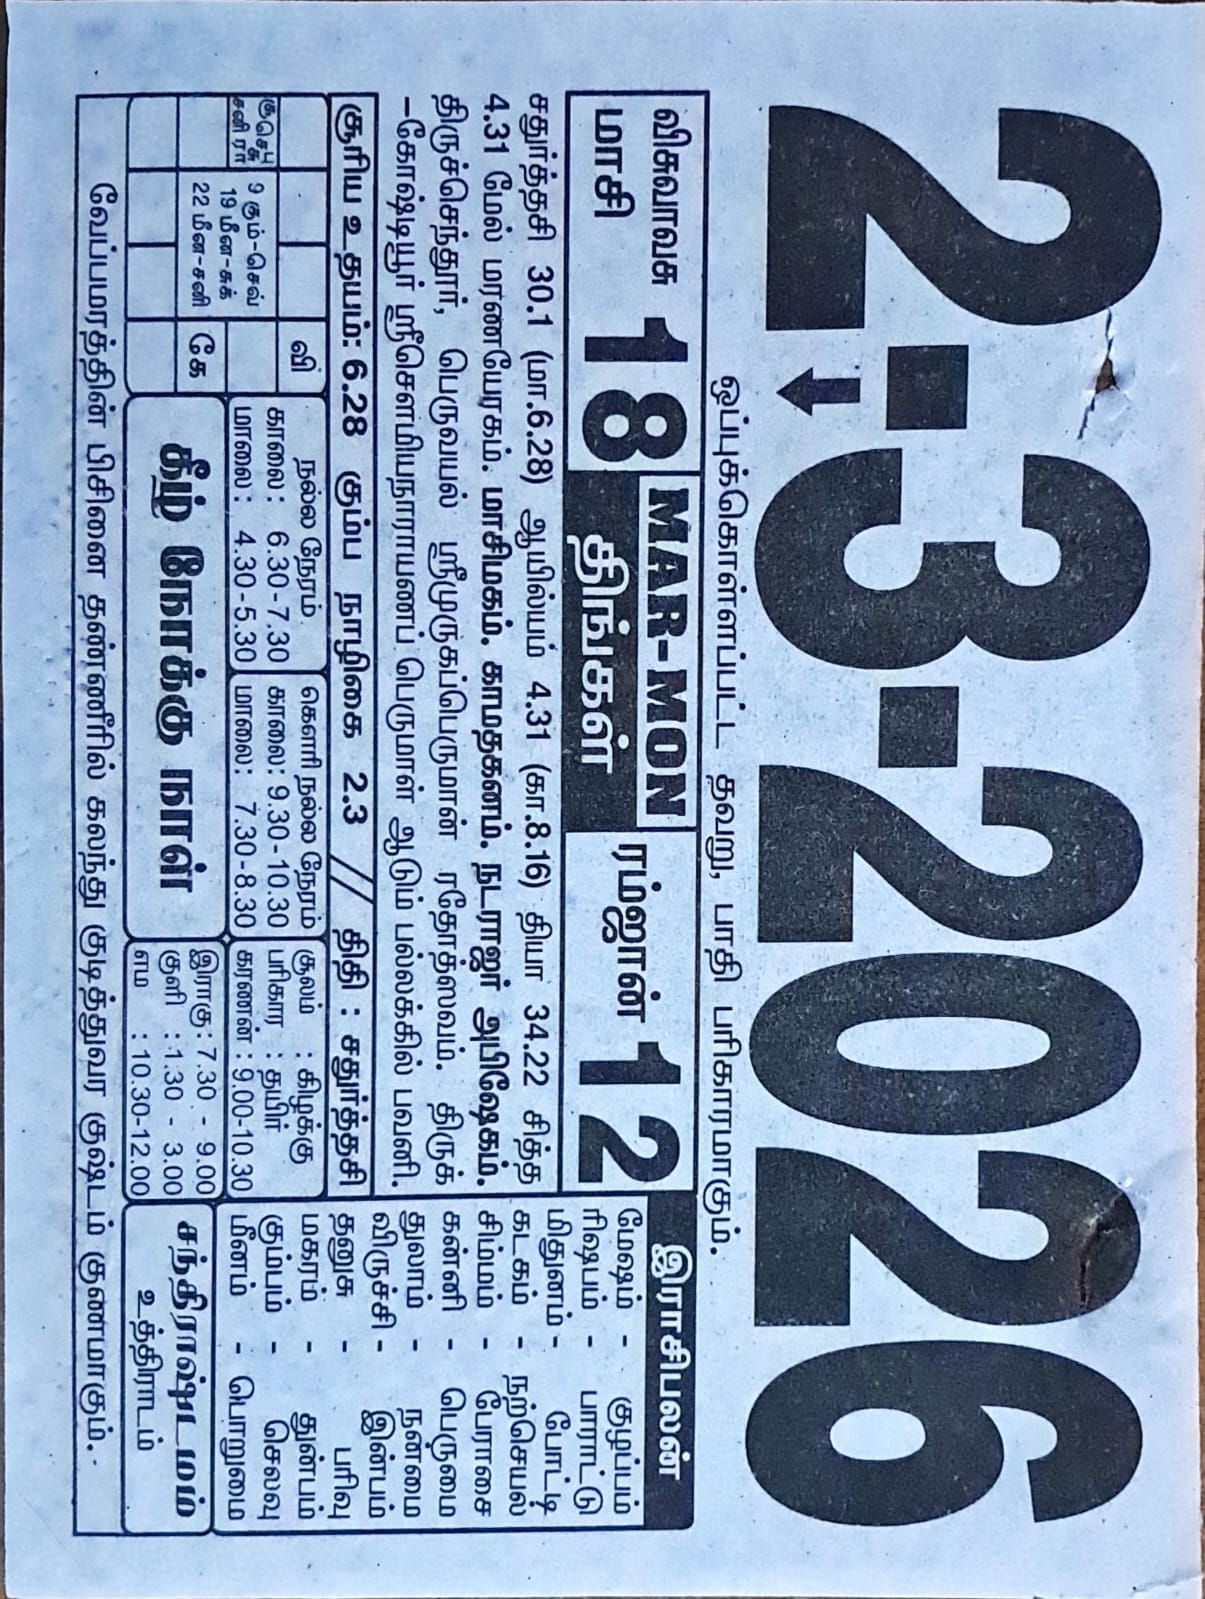 2-3-2026
ஒப்புக்கொள்ளப்பட்ட தவறு, பாதி பரிகாரமாகும்.
விசுவாவசு
மாசி 18
MAR-MON
திங்கள்
ரம்ஜான் 12
சதுர்த்தசி 30.1 (மா.6.28) ஆயில்யம் 4.31 (கா.8.16) தியா 34.22 சித்த
4.31 மேல் மரணயோகம். மாசிமகம். காமதகனம். நடராஜர் அபிஷேகம்.
திருச்செந்தூர், பெருவயல் ஸ்ரீமுருகப்பெருமான் ரதோத்ஸவம். திருக்
-கோஷ்டியூர் ஸ்ரீசௌமியநாராயணப் பெருமாள் ஆடும் பல்லக்கில் பவனி.
சூரிய உதயம்: 6.28 கும்ப நாழிகை 2.3 // திதி : சதுர்த்தசி
இராசிபலன்
மேஷம் - குழப்பம்
ரிஷபம் - பாராட்டு
மிதுனம் - போட்டி
கடகம் - நற்செயல்
சிம்மம் - பேராசை
கன்னி - பெருமை
துலாம் - நன்மை
விருச்சி - இன்பம்
தனுசு - பரிவு
மகரம் - துன்பம்
கும்பம் - செலவு
மீனம் - பொறுமை
வி
சனி ரா
கே
9 கும்-செவ்
19 மீன-சுக்
22 மீன-சனி
நல்ல நேரம்
காலை : 6.30 - 7.30
மாலை : 4.30 - 5.30
கௌரி நல்ல நேரம்
காலை : 9.30 - 10.30
மாலை : 7.30 - 8.30
சூலம் : கிழக்கு
பரிகார : தயிர்
கரணன் : 9.00-10.30
கீழ் நோக்கு நாள்
இராகு : 7.30 - 9.00
குளி : 1.30 - 3.00
எம : 10.30-12.00
சந்திராஷ்டமம்
உத்திராடம்
வேப்பமரத்தின் பிசினை தண்ணீரில் கலந்து குடித்துவர குஷ்டம் குணமாகும்.-